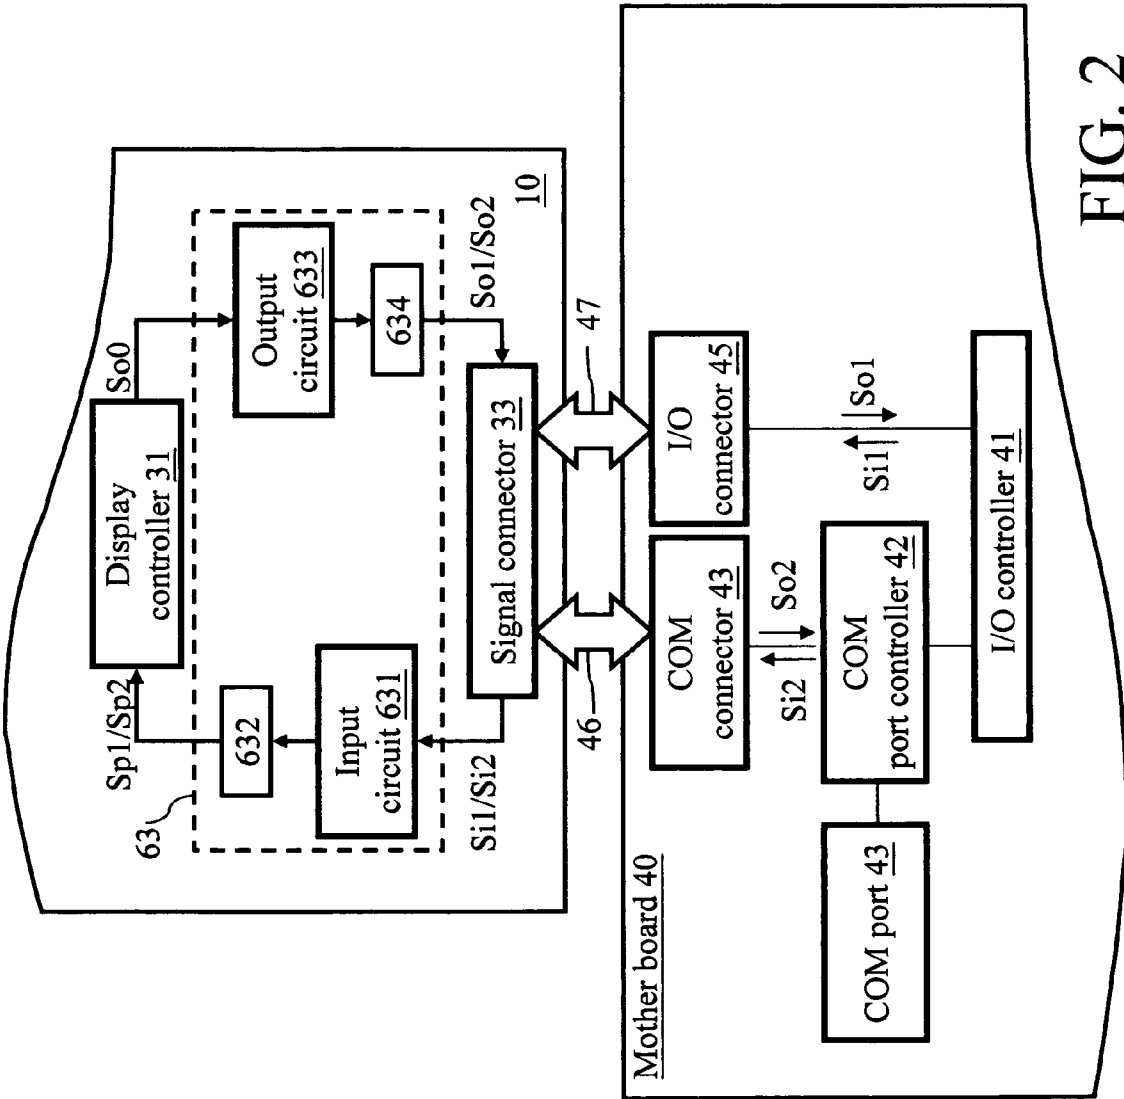 Sp1/Sp2
Display
controller 31
So0
63
632
Output
circuit 633
Input
circuit 631
634
10
Si1/Si2
So1/So2
Signal connector 33
46
47
Mother board 40
COM
connector 43
I/O
connector 45
Si2
So2
Si1
So1
COM port 43
COM
port controller 42
I/O controller 41
FIG. 2